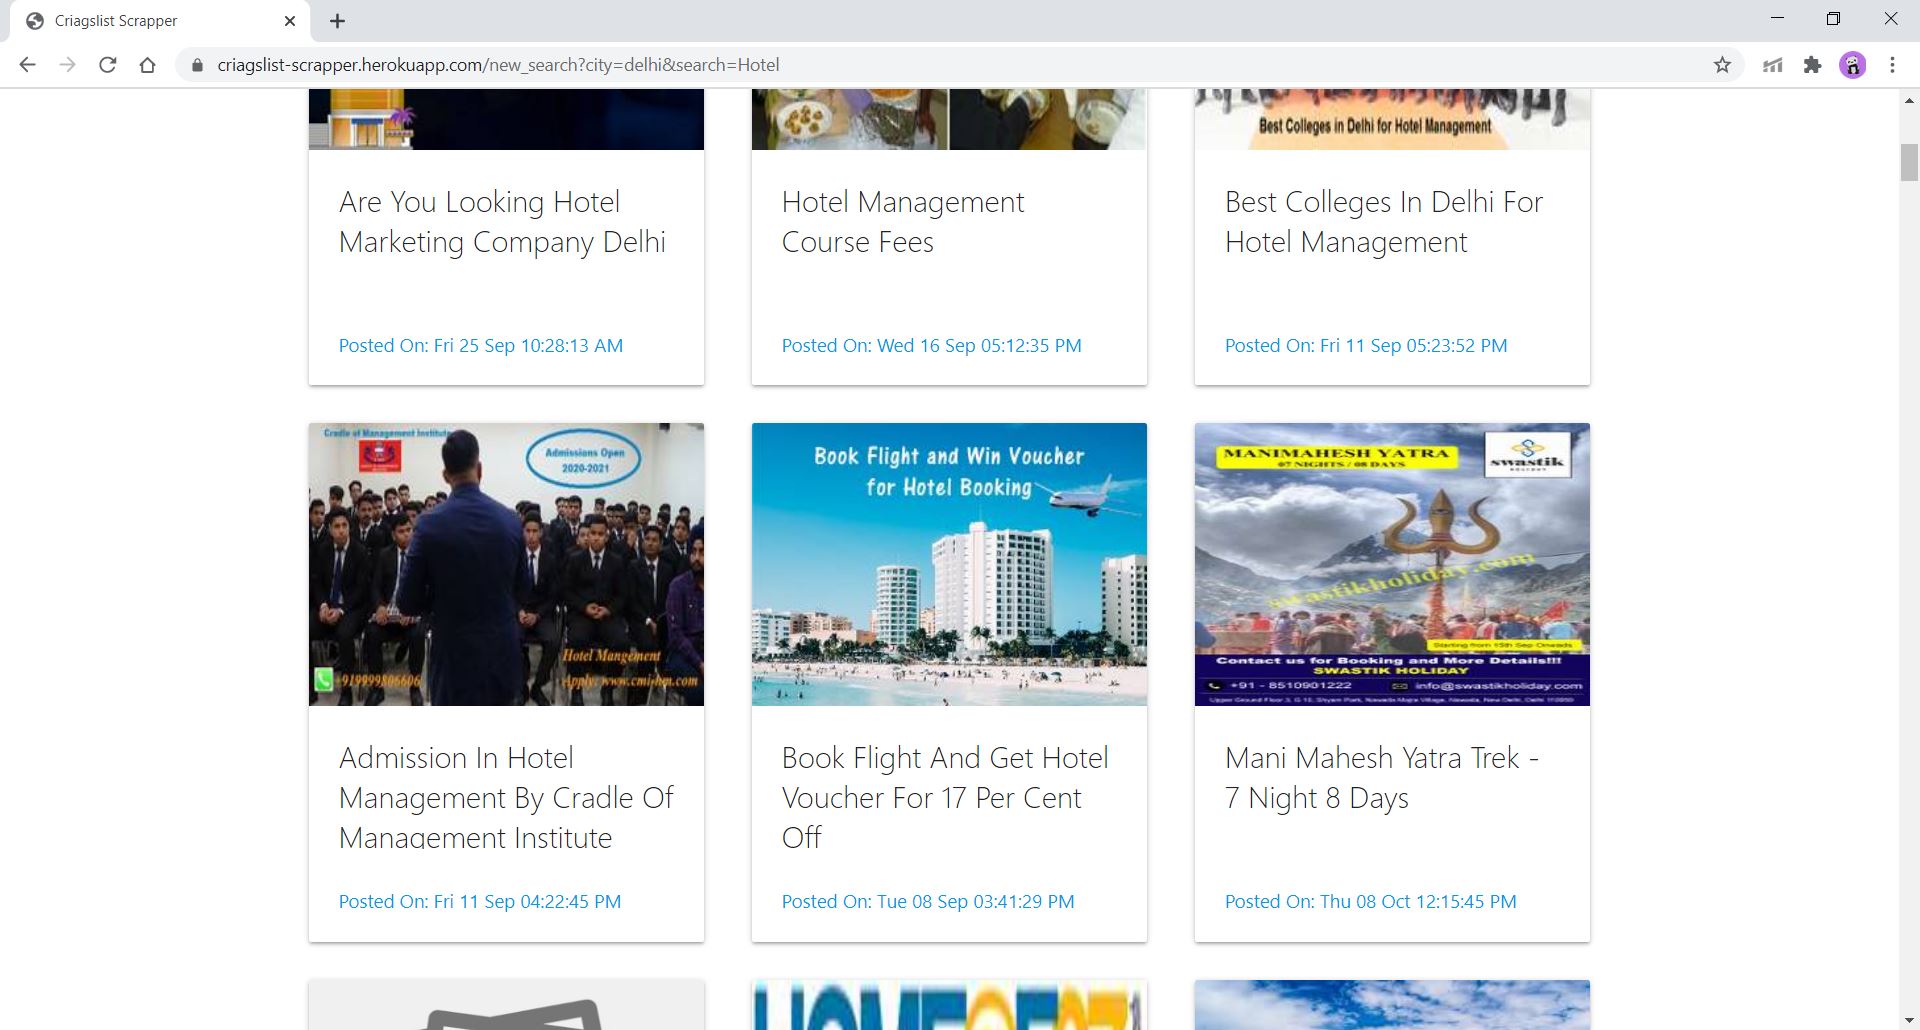 Criagslist Scrapper
criagslist-scrapper.herokuapp.com/new_search?city=delhi&search=Hotel
Best Colleges in Delhi for Hotel Management
Are You Looking Hotel
Marketing Company Delhi
Posted On: Fri 25 Sep 10:28:13 AM
Hotel Management
Course Fees
Posted On: Wed 16 Sep 05:12:35 PM
Best Colleges In Delhi For
Hotel Management
Posted On: Fri 11 Sep 05:23:52 PM
Cradle of Management Institute
Admissions Open
2020-2021
Hotel Mangement
+919999806606
Apply: www.cmi-hm.com
Admission In Hotel
Management By Cradle Of
Management Institute
Posted On: Fri 11 Sep 04:22:45 PM
Book Flight and Win Voucher
for Hotel Booking
Book Flight And Get Hotel
Voucher For 17 Per Cent
Off
Posted On: Tue 08 Sep 03:41:29 PM
MANIMAHESH YATRA
07 NIGHTS / 08 DAYS
swastik
HOLIDAY
swastikholiday.com
Starting from 15th Sep Onwads
Contact us for Booking and More Details!!!
SWASTIK HOLIDAY
+91 - 8510901222
info@swastikholiday.com
Mani Mahesh Yatra Trek -
7 Night 8 Days
Posted On: Thu 08 Oct 12:15:45 PM